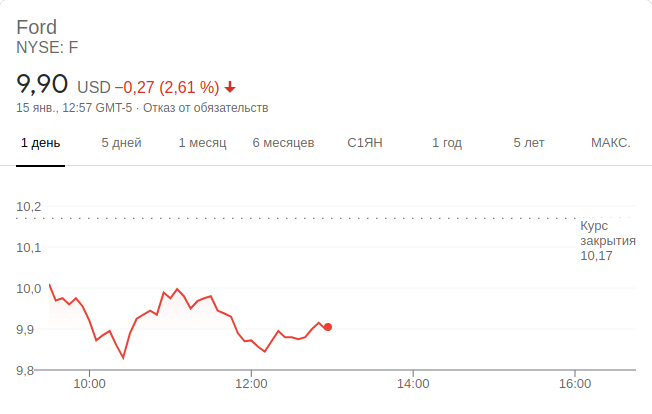 Ford
NYSE: F
9,90 USD −0,27 (2,61 %) ↓
15 янв., 12:57 GMT-5 · Отказ от обязательств
1 день 5 дней 1 месяц 6 месяцев С1ЯН 1 год 5 лет МАКС.
10,2
Курс
закрытия
10,17
10,1
10,0
9,9
9,8
10:00 12:00 14:00 16:00